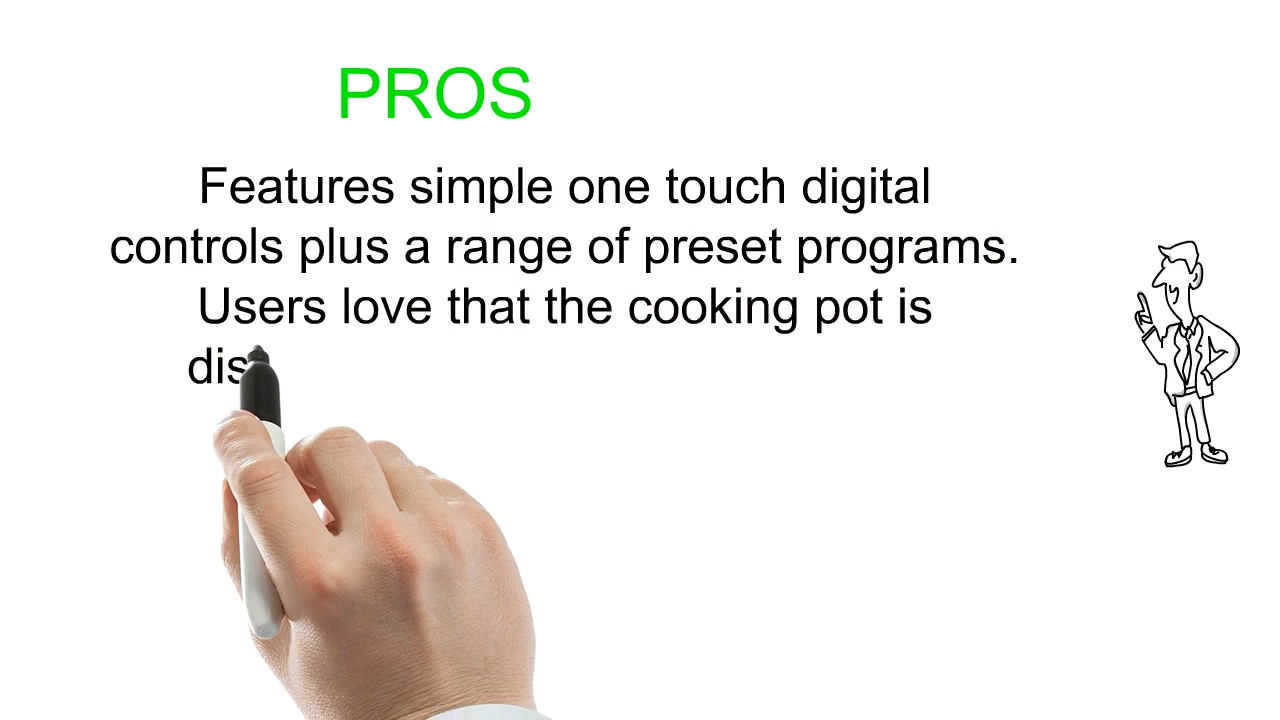 PROS
Features simple one touch digital
controls plus a range of preset programs.
Users love that the cooking pot is
dis